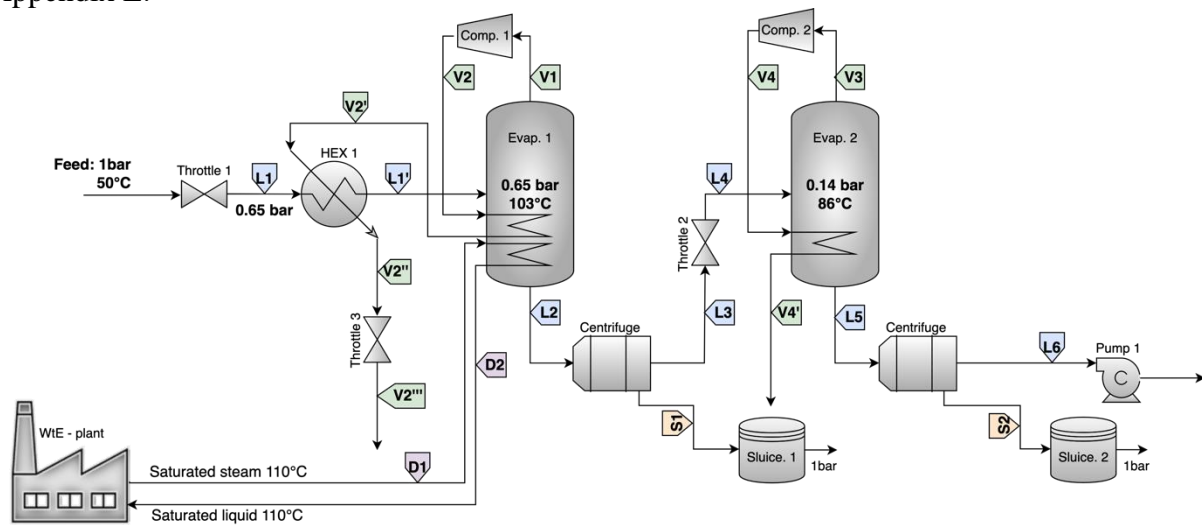 Appendix E.
Comp. 1
Comp. 2
V2
V1
V4
V3
V2'
Evap. 1
Evap. 2
Feed: 1bar
50°C
Throttle 1
HEX 1
L1
L1'
L4
0.65 bar
0.65 bar
103°C
0.14 bar
86°C
Throttle 2
V2"
L2
L3
V4'
L5
Throttle 3
Centrifuge
Centrifuge
L6
Pump 1
D2
C
V2'''
S1
S2
WtE - plant
Sluice. 1
1bar
Sluice. 2
1bar
Saturated steam 110°C
D1
Saturated liquid 110°C